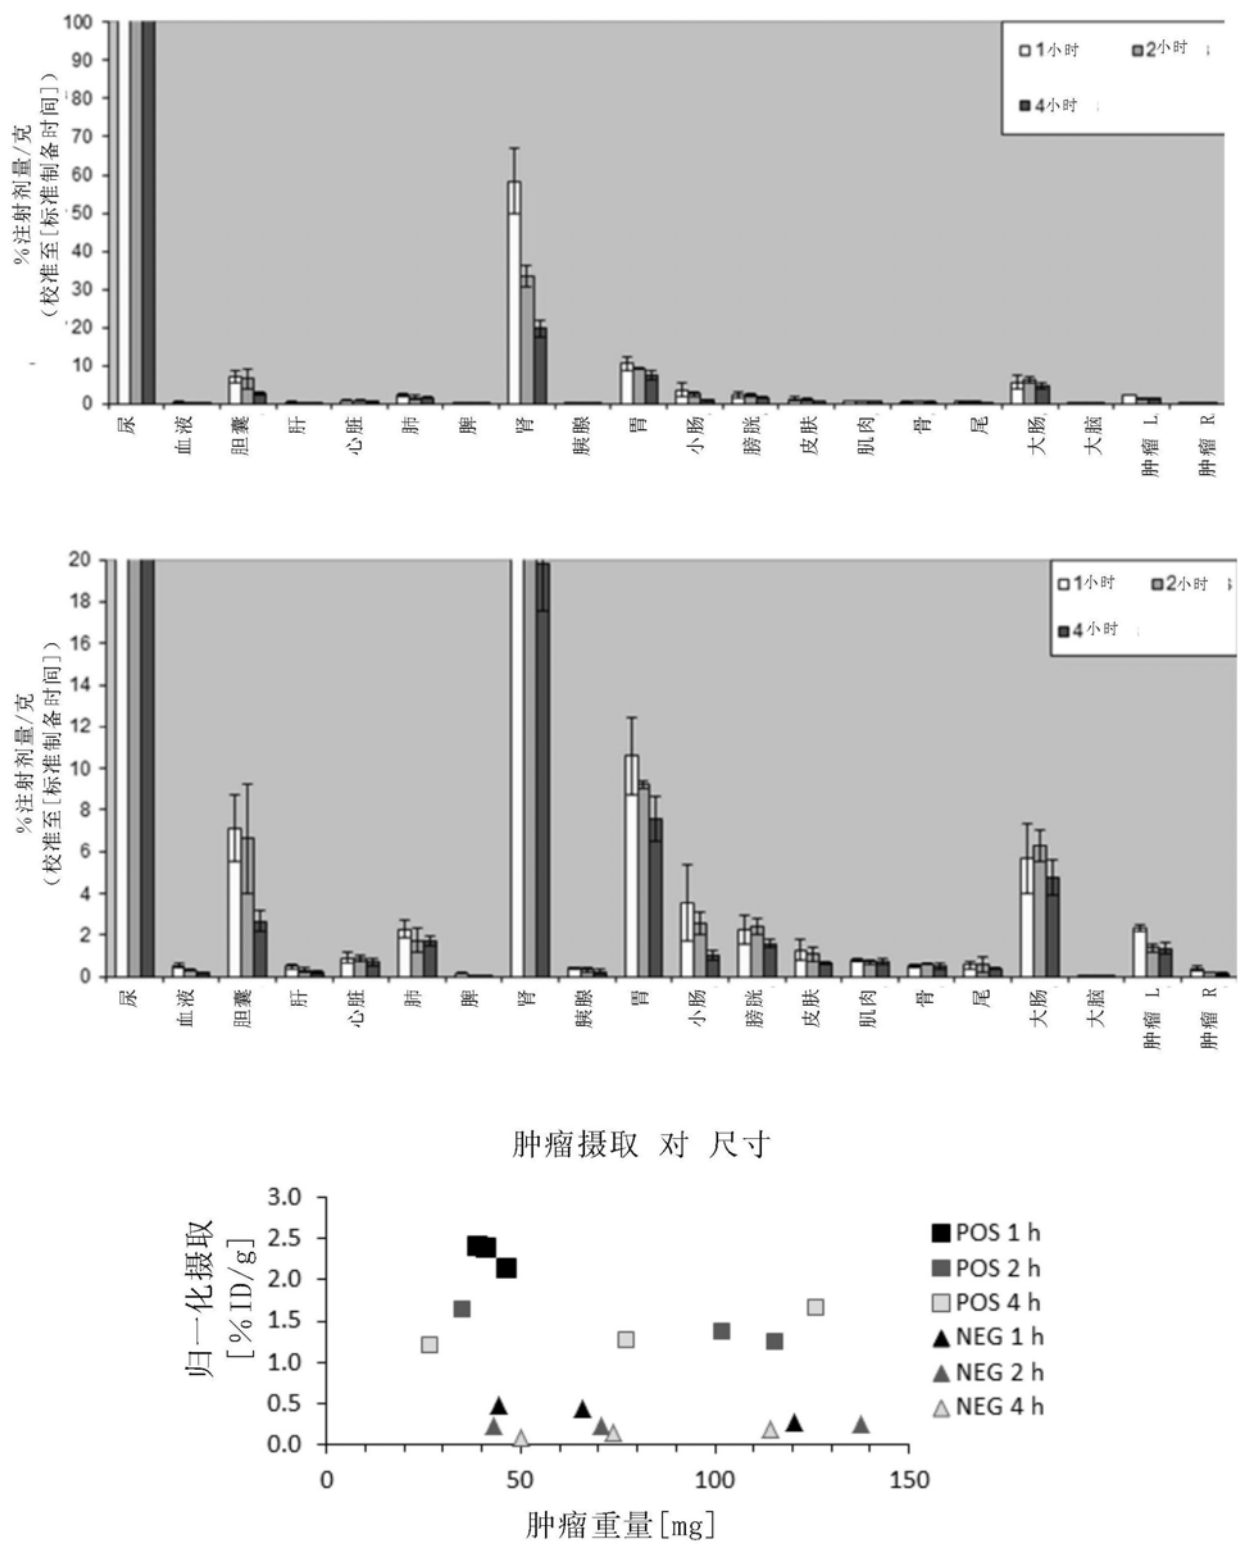 %注射剂量/克
(校准至[标准制备时间])
100
90
80
70
60
50
40
30
20
10
0
1小时
2小时
4小时
尿
血液
胆囊
肝
心脏
肺
脾
肾
胰腺
胃
小肠
膀胱
皮肤
肌肉
骨
尾
大肠
大脑
肿瘤 L
肿瘤 R
%注射剂量/克
(校准至[标准制备时间])
20
18
16
14
12
10
8
6
4
2
0
1小时
2小时
4小时
尿
血液
胆囊
肝
心脏
肺
脾
肾
胰腺
胃
小肠
膀胱
皮肤
肌肉
骨
尾
大肠
大脑
肿瘤 L
肿瘤 R
肿瘤摄取 对 尺寸
归一化摄取
[%ID/g]
3.0
2.5
2.0
1.5
1.0
0.5
0.0
0
50
100
150
肿瘤重量[mg]
POS 1 h
POS 2 h
POS 4 h
NEG 1 h
NEG 2 h
NEG 4 h